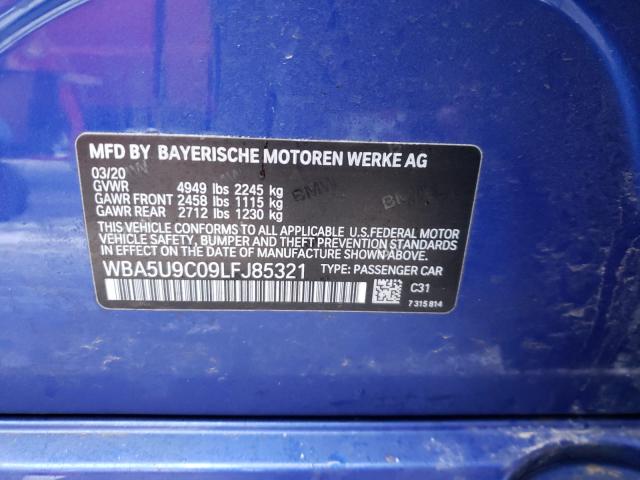 MFD BY BAYERISCHE MOTOREN WERKE AG
03/20
GVWR 4949 lbs 2245 kg
GAWR FRONT 2458 lbs 1115 kg
GAWR REAR 2712 lbs 1230 kg
THIS VEHICLE CONFORMS TO ALL APPLICABLE U.S.FEDERAL MOTOR
VEHICLE SAFETY, BUMPER, AND THEFT PREVENTION STANDARDS
IN EFFECT ON THE DATE OF MANUFACTURE SHOWN ABOVE.
WBA5U9C09LFJ85321 TYPE: PASSENGER CAR
C31
7 315 814